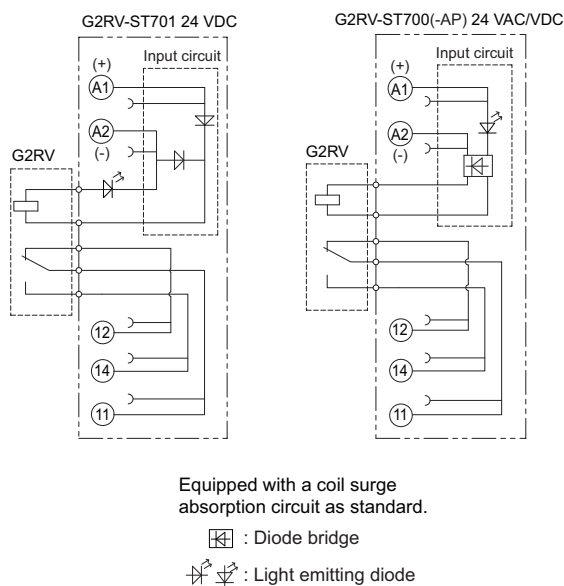 G2RV-ST701 24 VDC
Input circuit
(+)
A1
A2
(-)
G2RV
12
14
11
G2RV-ST700(-AP) 24 VAC/VDC
Input circuit
(+)
A1
A2
(-)
G2RV
12
14
11
Equipped with a coil surge
absorption circuit as standard.
: Diode bridge
: Light emitting diode